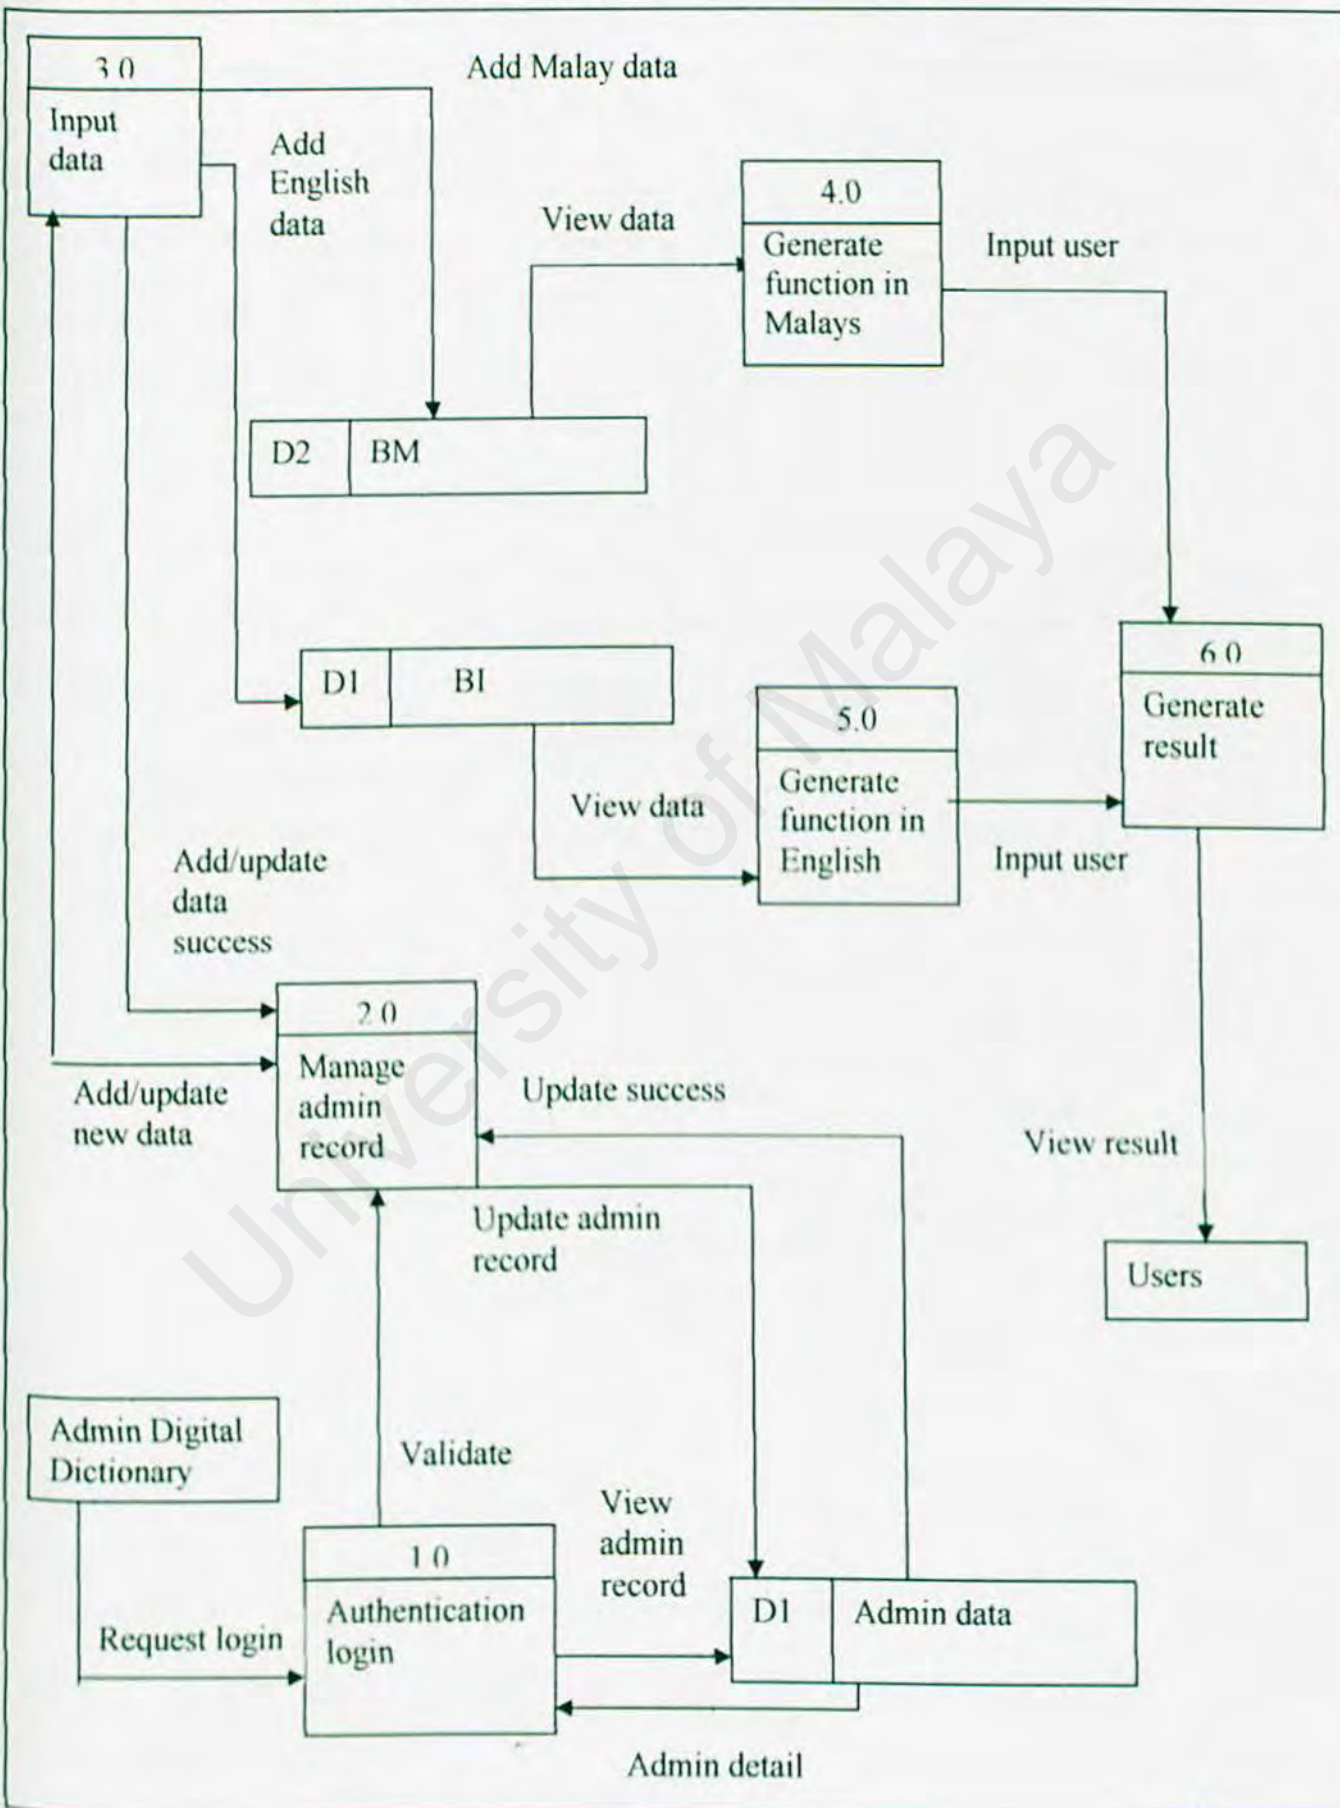 3.0
Input
data
Add Malay data
Add
English
data
View data
4.0
Generate
function in
Malays
Input user
D2 BM
D1 BI
View data
5.0
Generate
function in
English
Input user
6.0
Generate
result
Add/update
data
success
2.0
Manage
admin
record
Add/update
new data
Update success
Update admin
record
View result
Users
Admin Digital
Dictionary
Validate
View
admin
record
1.0
Authentication
login
Request login
D1 Admin data
Admin detail
University of Malaya